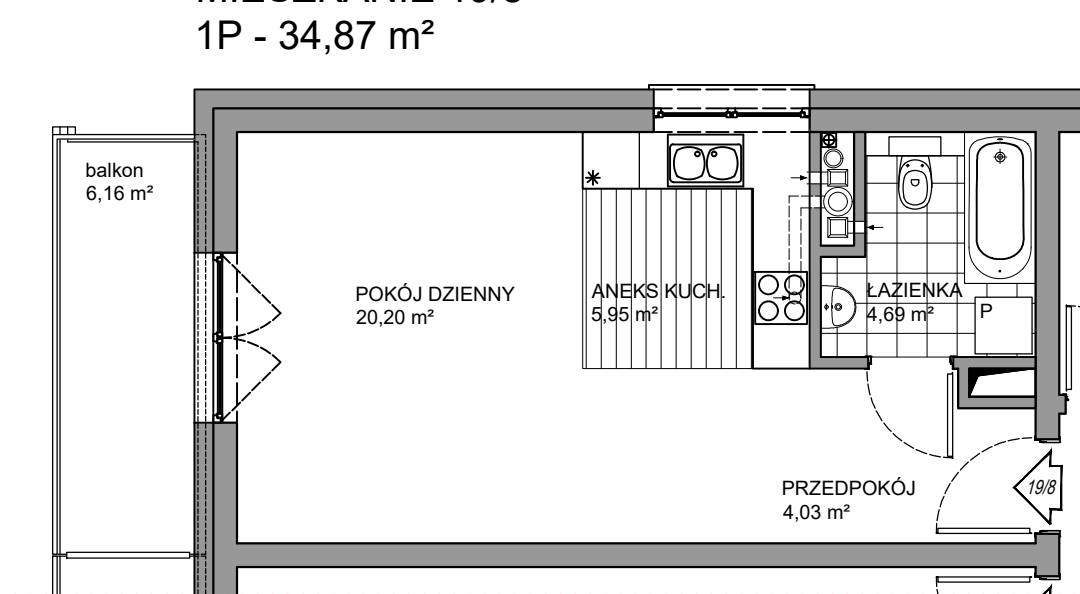 1P - 34,87 m²
balkon
6,16 m²
POKÓJ DZIENNY
20,20 m²
ANEKS KUCH.
5,95 m²
ŁAZIENKA
4,69 m²
P
PRZEDPOKÓJ
4,03 m²
19/8